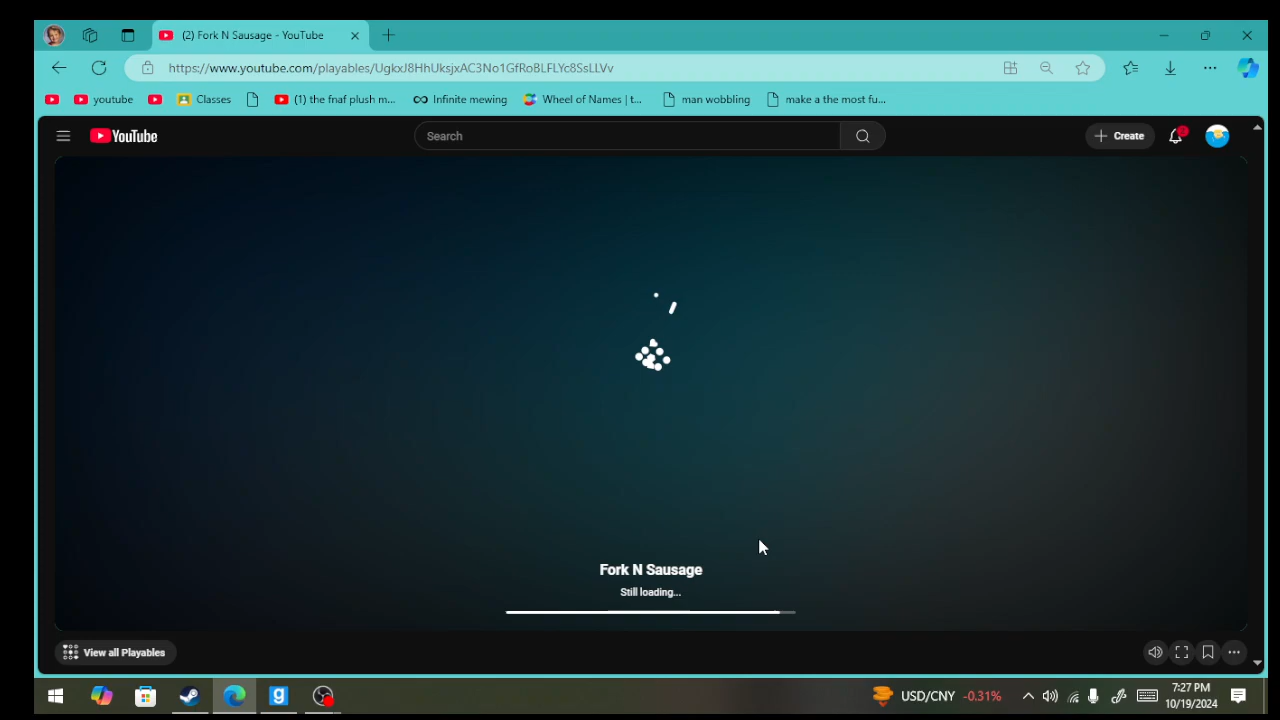 (2) Fork N Sausage - YouTube
https://www.youtube.com/playables/UgkxJ8HhUksjxAC3No1GfRoBLFLYc8SsLLVv
youtube
Classes
(1) the fnaf plush m...
Infinite mewing
Wheel of Names | t...
man wobbling
make a the most fu...
YouTube
Search
Create
Fork N Sausage
Still loading...
View all Playables
USD/CNY -0.31%
7:27 PM
10/19/2024